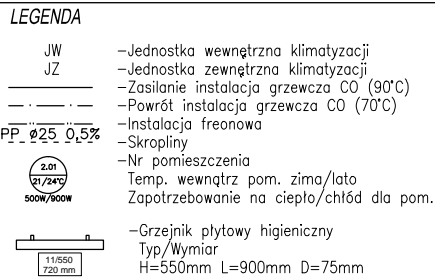 LEGENDA
JW -Jednostka wewnętrzna klimatyzacji
JZ -Jednostka zewnętrzna klimatyzacji
-Zasilanie instalacja grzewcza CO (90°C)
-Powrót instalacja grzewcza CO (70°C)
-Instalacja freonowa
PP ø25 0,5% -Skropliny
-Nr pomieszczenia
2.01
21/24°C Temp. wewnątrz pom. zima/lato
500W/900W Zapotrzebowanie na ciepło/chłód dla pom.
-Grzejnik płytowy higieniczny
11/550 Typ/Wymiar
720 mm H=550mm L=900mm D=75mm